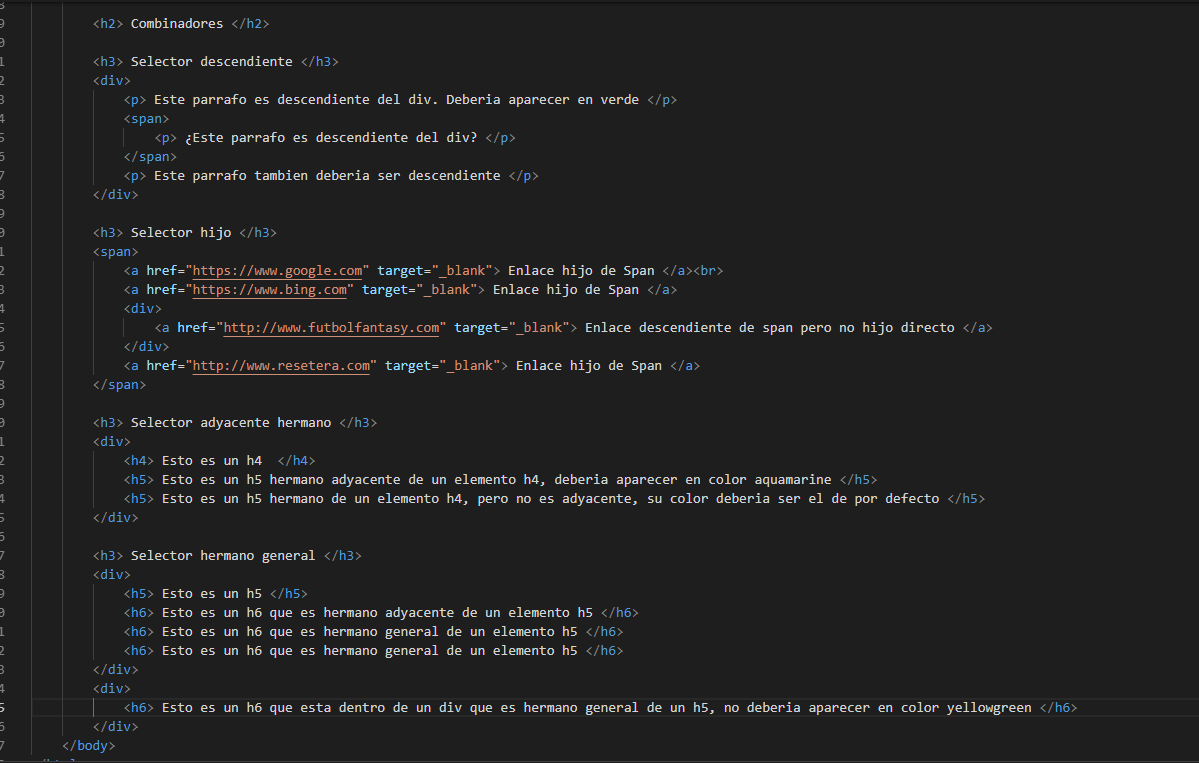 <h2> Combinadores </h2>
<h3> Selector descendiente </h3>
<div>
<p> Este parrafo es descendiente del div. Deberia aparecer en verde </p>
<span>
<p> ¿Este parrafo es descendiente del div? </p>
</span>
<p> Este parrafo tambien deberia ser descendiente </p>
</div>
<h3> Selector hijo </h3>
<span>
<a href="https://www.google.com" target="_blank"> Enlace hijo de Span </a><br>
<a href="https://www.bing.com" target="_blank"> Enlace hijo de Span </a>
<div>
<a href="http://www.futbolfantasy.com" target="_blank"> Enlace descendiente de span pero no hijo directo </a>
</div>
<a href="http://www.resetera.com" target="_blank"> Enlace hijo de Span </a>
</span>
<h3> Selector adyacente hermano </h3>
<div>
<h4> Esto es un h4  </h4>
<h5> Esto es un h5 hermano adyacente de un elemento h4, deberia aparecer en color aquamarine </h5>
<h5> Esto es un h5 hermano de un elemento h4, pero no es adyacente, su color deberia ser el de por defecto </h5>
</div>
<h3> Selector hermano general </h3>
<div>
<h5> Esto es un h5 </h5>
<h6> Esto es un h6 que es hermano adyacente de un elemento h5 </h6>
<h6> Esto es un h6 que es hermano general de un elemento h5 </h6>
<h6> Esto es un h6 que es hermano general de un elemento h5 </h6>
</div>
<div>
<h6> Esto es un h6 que esta dentro de un div que es hermano general de un h5, no deberia aparecer en color yellowgreen </h6>
</div>
</body>